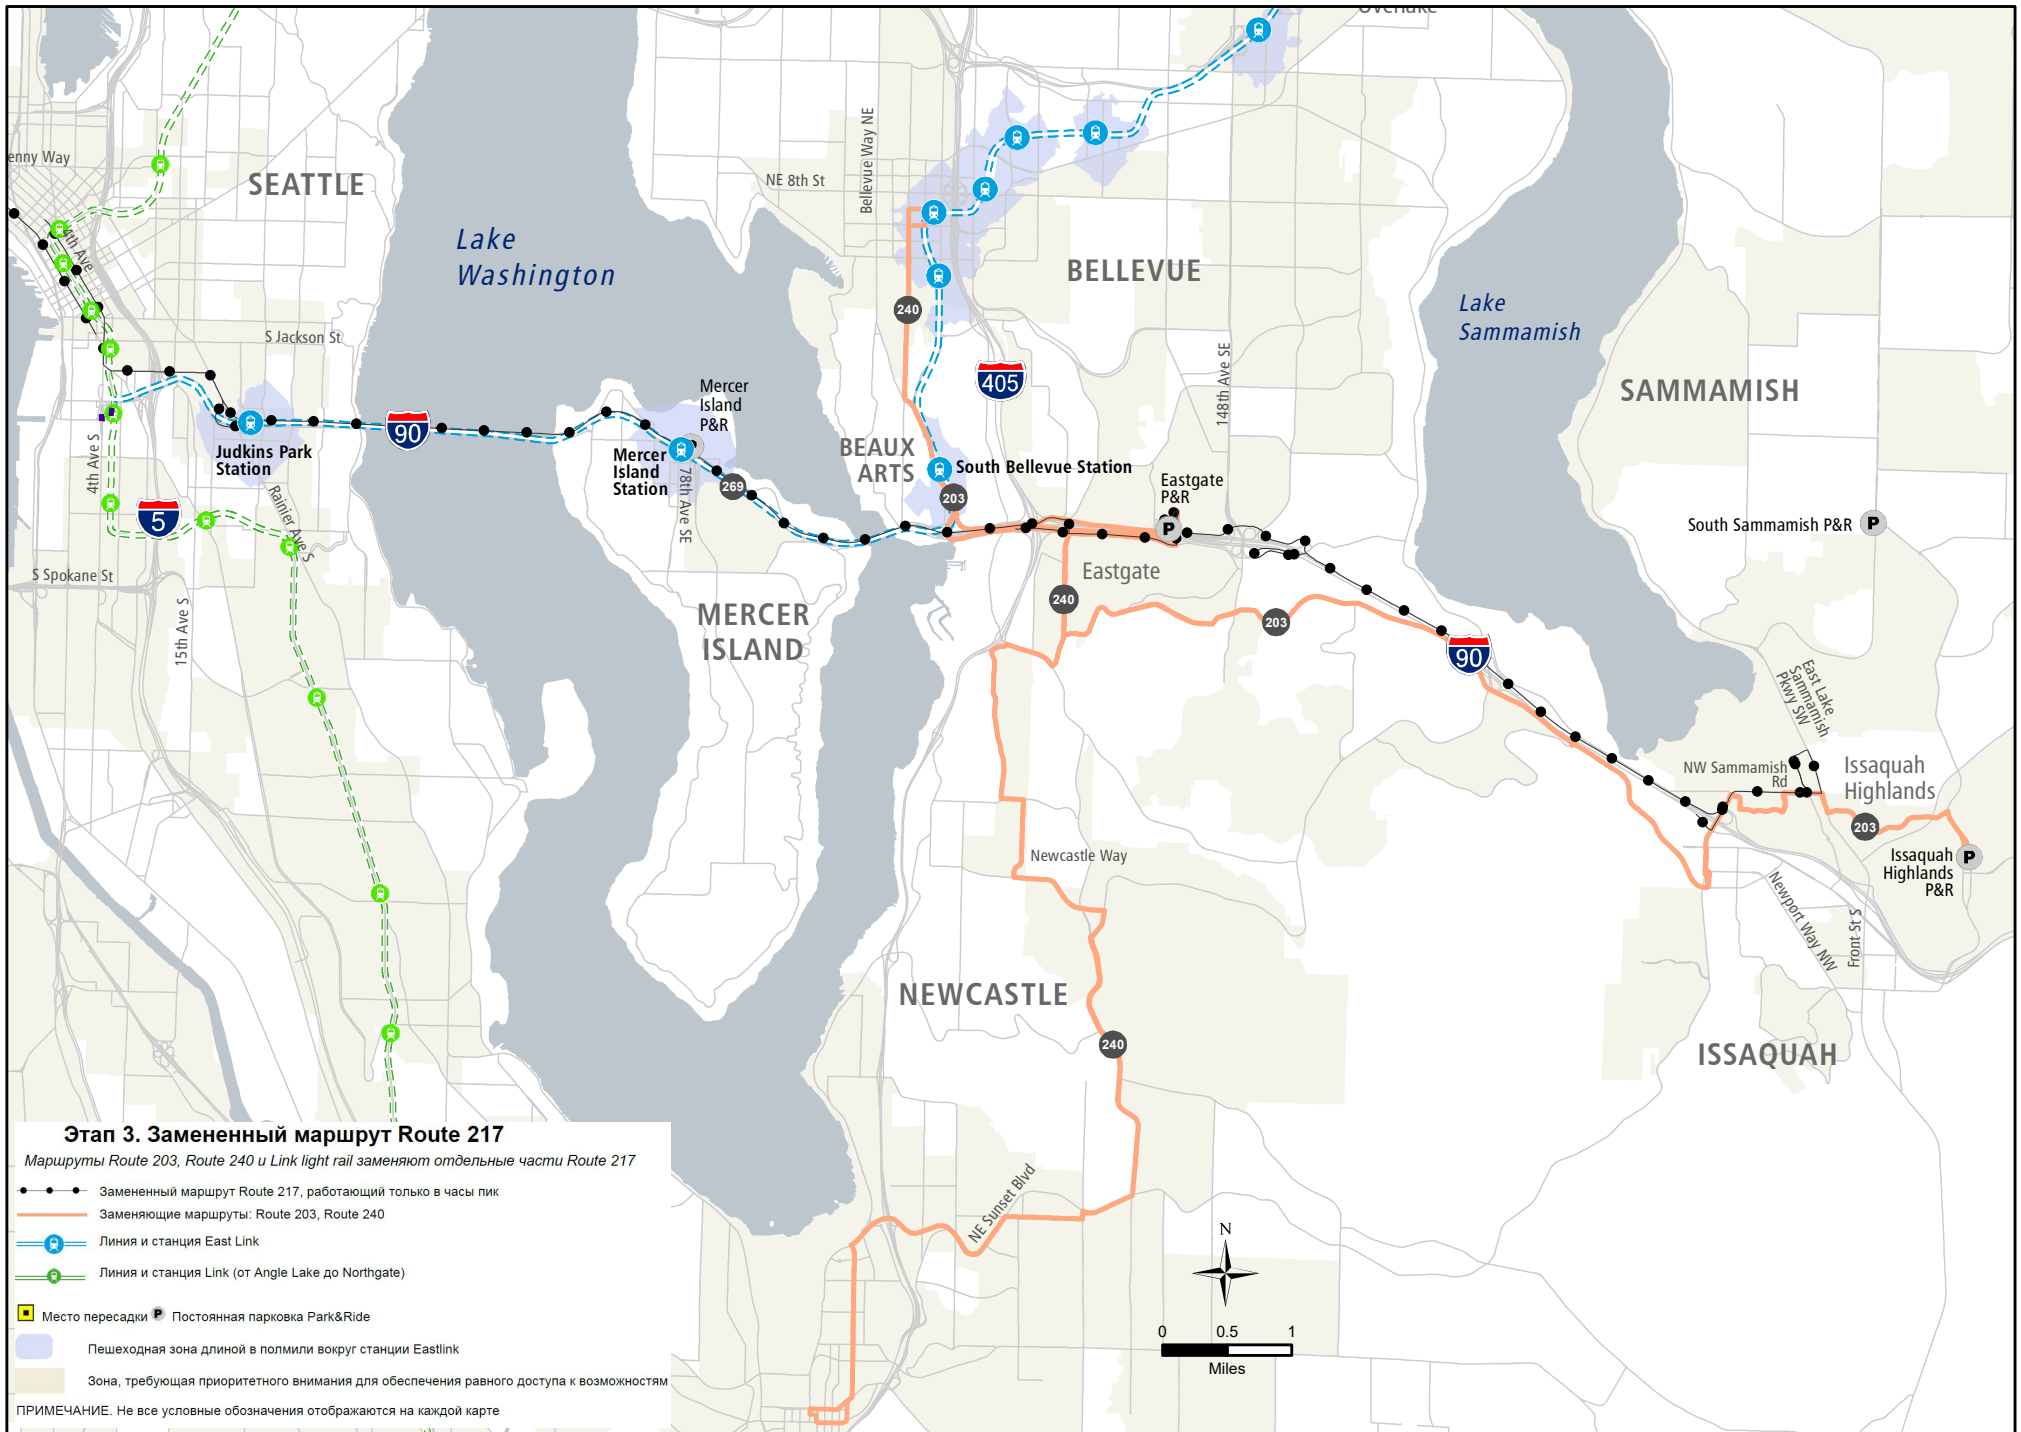 Overlake
enny Way
SEATTLE
NE 8th St
Bellevue Way NE
4th Ave
Lake
Washington
BELLEVUE
Lake
Sammamish
240
S Jackson St
405
148th Ave SE
SAMMAMISH
Mercer
Island
P&R
90
4th Ave S
Judkins Park
Station
Mercer
Island
Station
BEAUX
ARTS
South Bellevue Station
78th Ave SE
269
203
Eastgate
P&R
South Sammamish P&R
5
Rainier Ave S
S Spokane St
Eastgate
15th Ave S
240
MERCER
ISLAND
203
90
East Lake
Sammamish
Pkwy SW
NW Sammamish
Rd
Issaquah
Highlands
203
Newcastle Way
Issaquah
Highlands
P&R
Newport Way NW
Front St S
NEWCASTLE
240
ISSAQUAH
NE Sunset Blvd
N
0 0.5 1
Miles
Этап 3. Замененный маршрут Route 217
Маршруты Route 203, Route 240 и Link light rail заменяют отдельные части Route 217
Замененный маршрут Route 217, работающий только в часы пик
Заменяющие маршруты: Route 203, Route 240
Линия и станция East Link
Линия и станция Link (от Angle Lake до Northgate)
Место пересадки P Постоянная парковка Park&Ride
Пешеходная зона длиной в полмили вокруг станции Eastlink
Зона, требующая приоритетного внимания для обеспечения равного доступа к возможностям
ПРИМЕЧАНИЕ. Не все условные обозначения отображаются на каждой карте